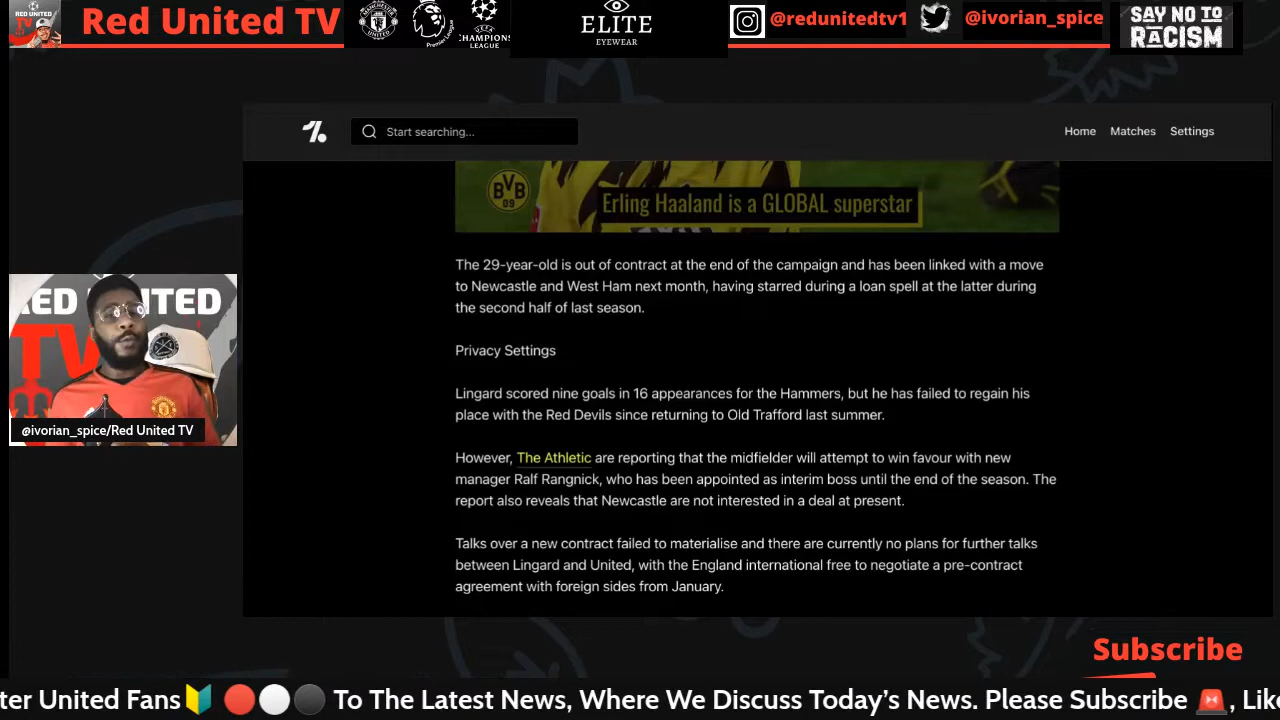 Red United TV
MANCHESTER
UNITED
Premier
League
UEFA
CHAMPIONS
LEAGUE
ELITE
EYEWEAR
@redunitedtv1
@ivorian_spice
SAY NO TO
RACISM
Start searching...
Home
Matches
Settings
BVB
09
Erling Haaland is a GLOBAL superstar
The 29-year-old is out of contract at the end of the campaign and has been linked with a move
to Newcastle and West Ham next month, having starred during a loan spell at the latter during
the second half of last season.
Privacy Settings
Lingard scored nine goals in 16 appearances for the Hammers, but he has failed to regain his
place with the Red Devils since returning to Old Trafford last summer.
However, The Athletic are reporting that the midfielder will attempt to win favour with new
manager Ralf Rangnick, who has been appointed as interim boss until the end of the season. The
report also reveals that Newcastle are not interested in a deal at present.
Talks over a new contract failed to materialise and there are currently no plans for further talks
between Lingard and United, with the England international free to negotiate a pre-contract
agreement with foreign sides from January.
RED UNITED
TV
@ivorian_spice/Red United TV
Subscribe
ter United Fans🔰 🔴⚪⚫ To The Latest News, Where We Discuss Today's News. Please Subscribe 🚨, Lik